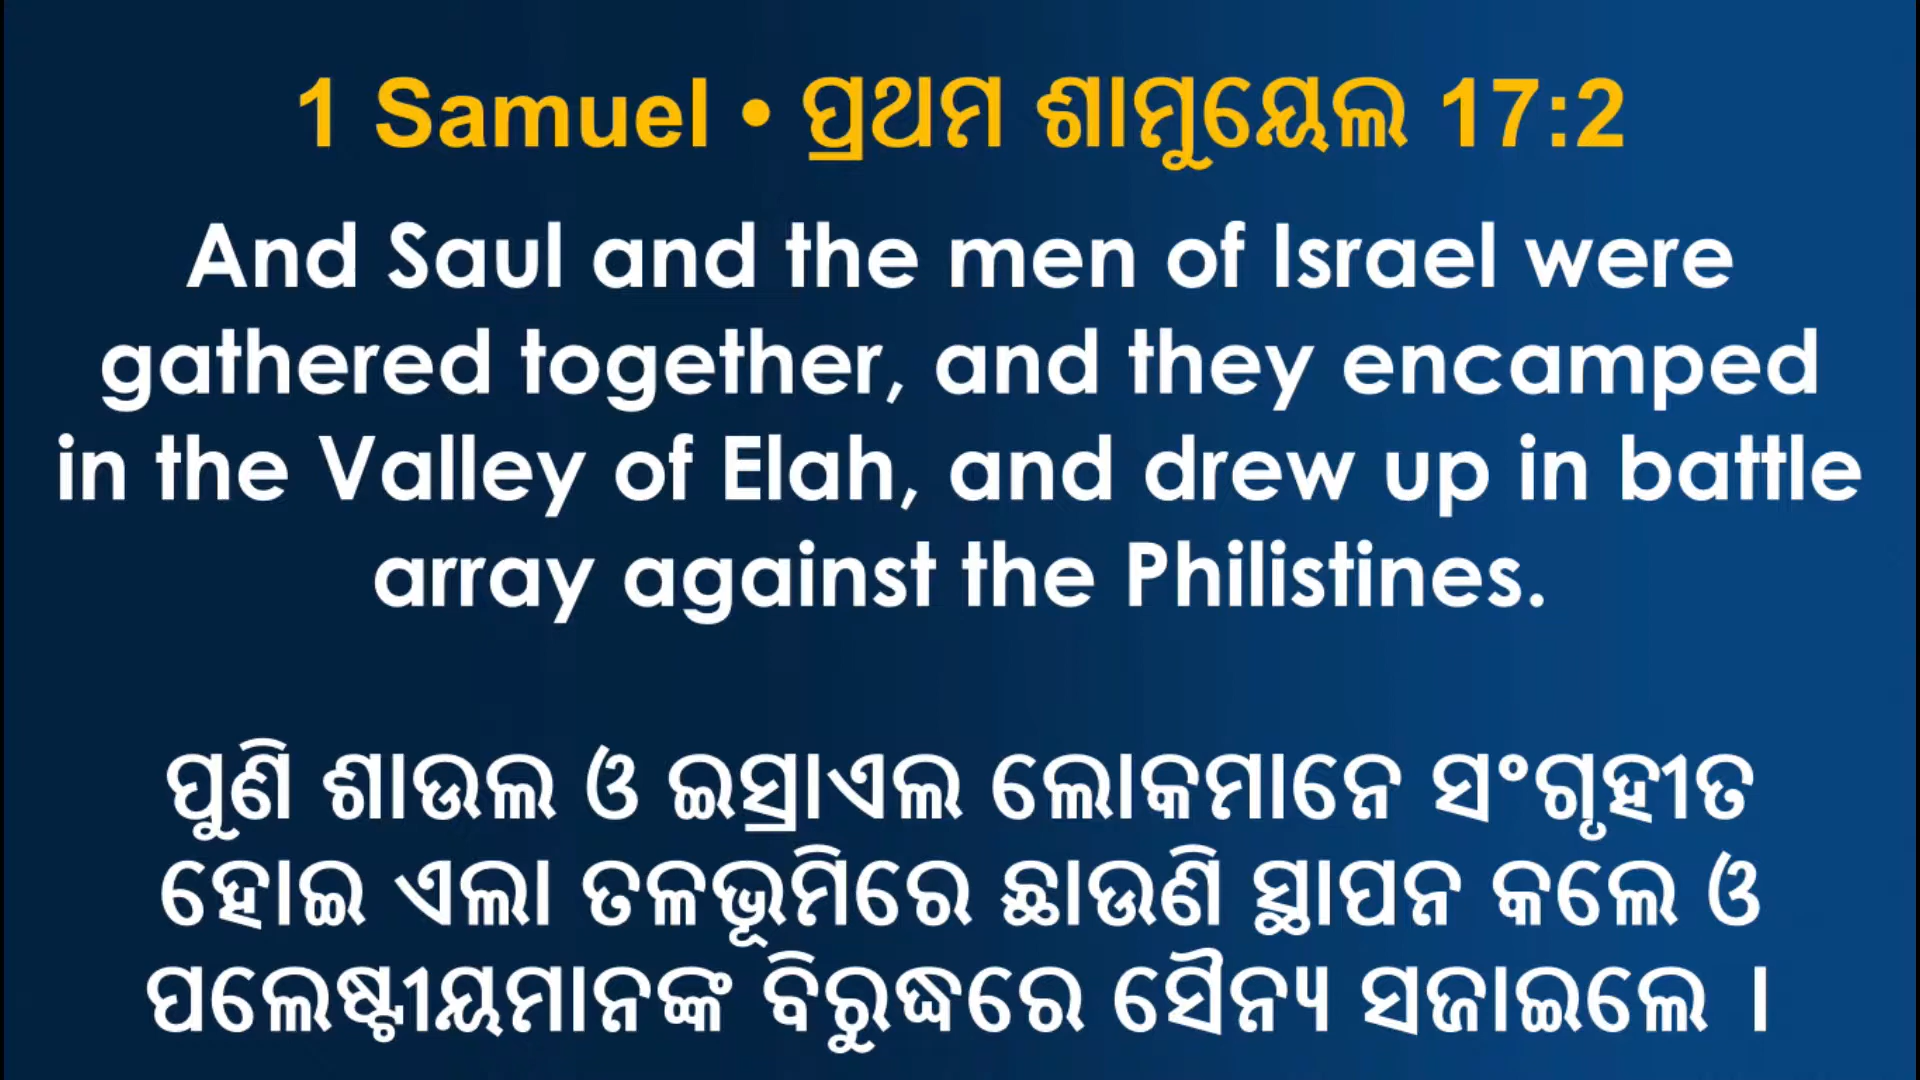 1 Samuel • ପ୍ରଥମ ଶାମୁୟେଲ 17:2
And Saul and the men of Israel were
gathered together, and they encamped
in the Valley of Elah, and drew up in battle
array against the Philistines.
ପୁଣି ଶାଉଲ ଓ ଇସ୍ରାଏଲ ଲୋକମାନେ ସଂଗୃହୀତ
ହୋଇ ଏଲା ତଳଭୂମିରେ ଛାଉଣି ସ୍ଥାପନ କଲେ ଓ
ପଲେଷ୍ଟୀୟମାନଙ୍କ ବିରୁଦ୍ଧରେ ସୈନ୍ୟ ସଜାଇଲେ ।